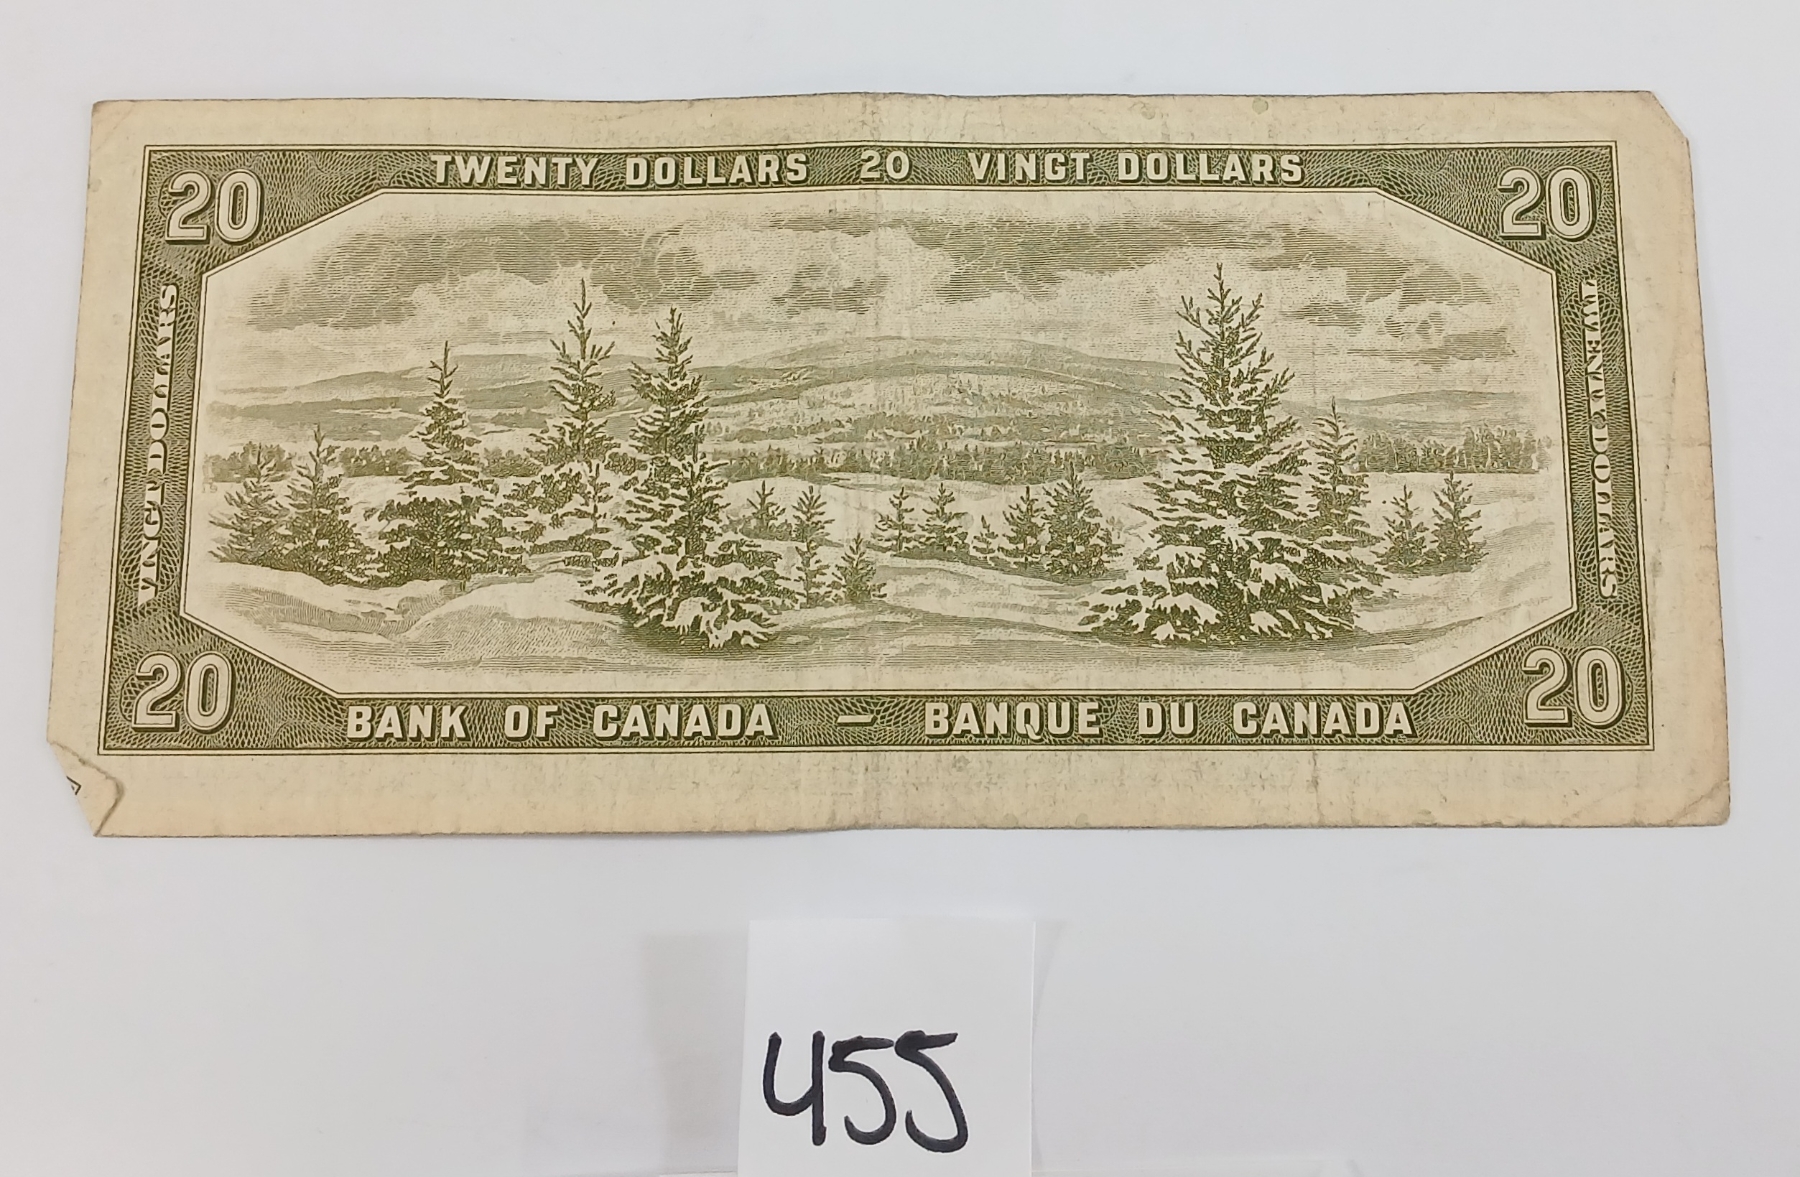 TWENTY DOLLARS 20 VINGT DOLLARS
20
20
VINGT DOLLARS
TWENTY DOLLARS
20
20
BANK OF CANADA — BANQUE DU CANADA
455